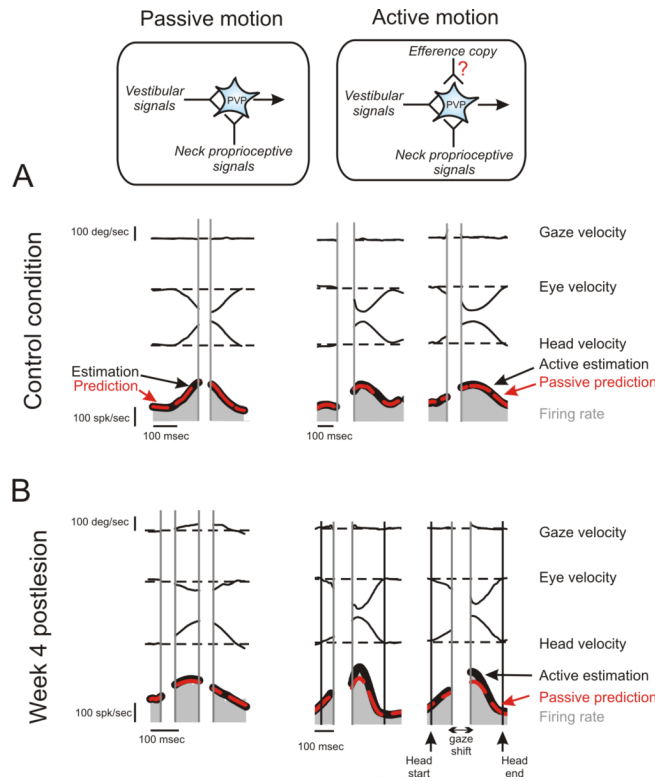 Passive motion
Active motion
Vestibular
signals
PVP
Neck proprioceptive
signals
Efference copy
?
Vestibular
signals
PVP
Neck proprioceptive
signals
A
Control condition
100 deg/sec
Gaze velocity
Eye velocity
Head velocity
Estimation
Prediction
Active estimation
Passive prediction
Firing rate
100 spk/sec
100 msec
100 msec
B
Week 4 postlesion
100 deg/sec
Gaze velocity
Eye velocity
Head velocity
Active estimation
Passive prediction
Firing rate
100 spk/sec
100 msec
100 msec
gaze
shift
Head
start
Head
end